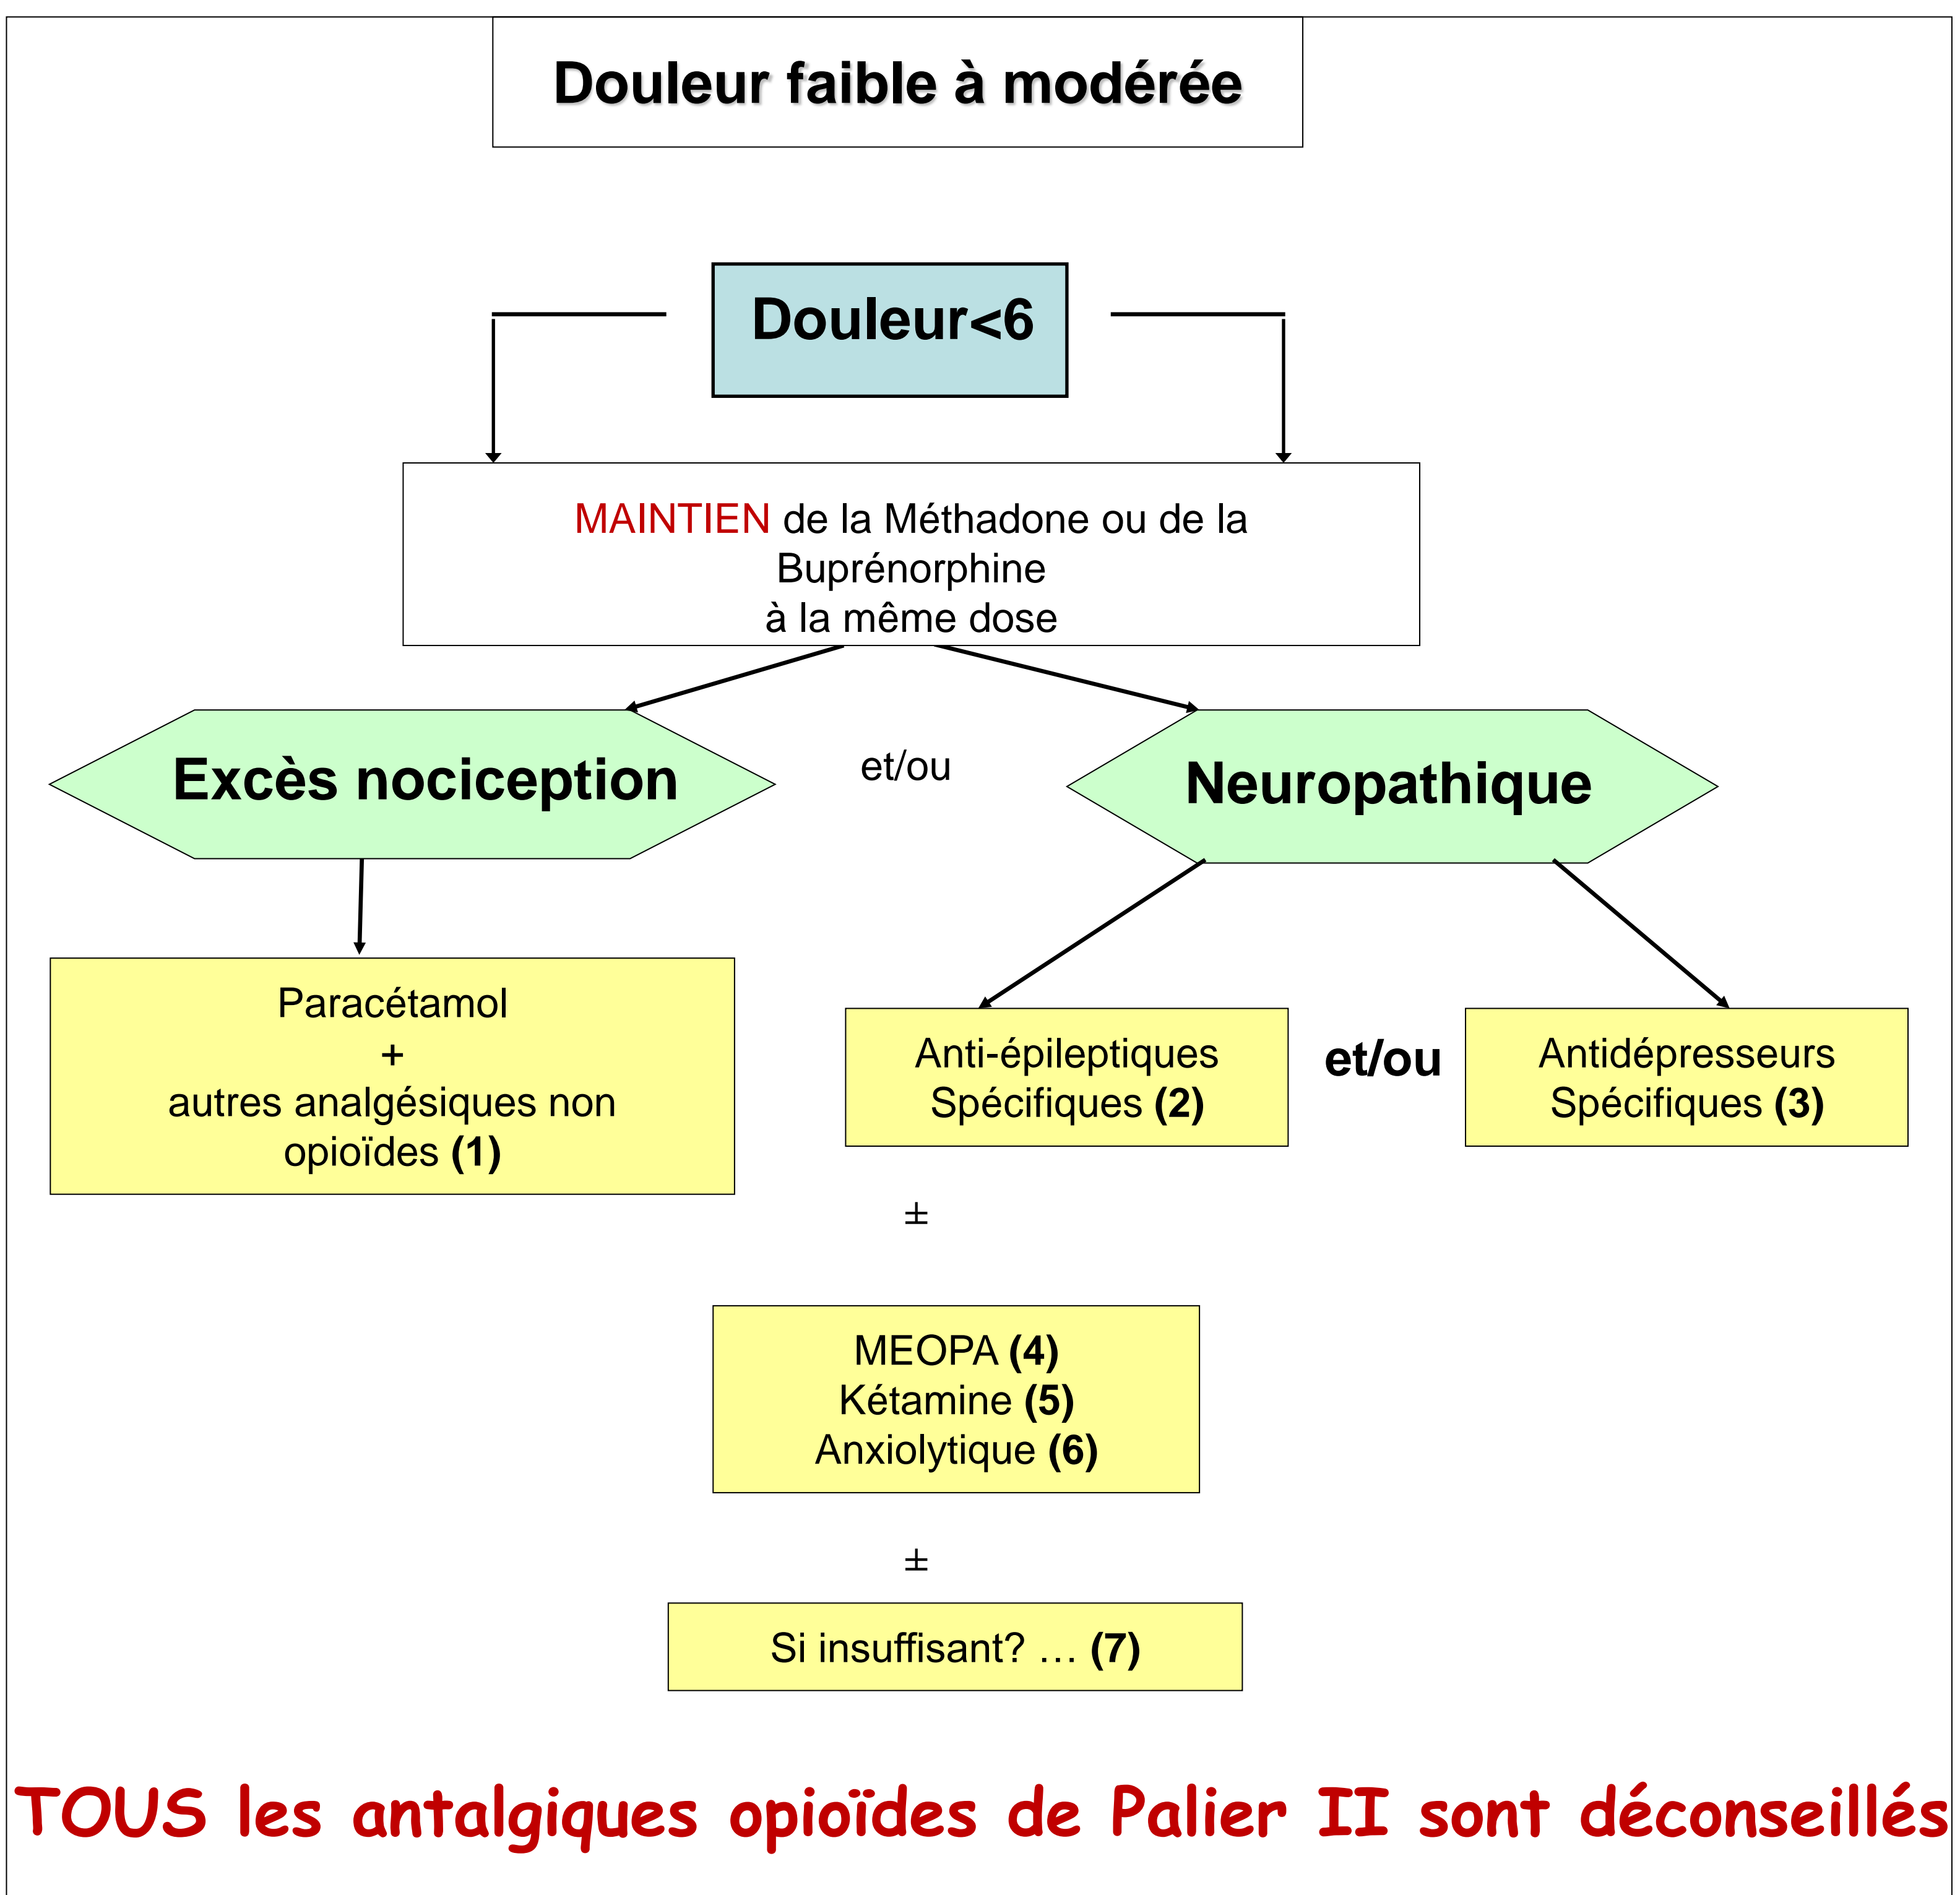 Douleur faible à modérée
Douleur<6
MAINTIEN de la Méthadone ou de la
Buprénorphine
à la même dose
Excès nociception
et/ou
Neuropathique
Paracétamol
+
autres analgésiques non
opioïdes (1)
Anti-épileptiques
Spécifiques (2)
et/ou
Antidépresseurs
Spécifiques (3)
±
MEOPA (4)
Kétamine (5)
Anxiolytique (6)
±
Si insuffisant? … (7)
TOUS les antalgiques opioïdes de Palier II sont déconseillés